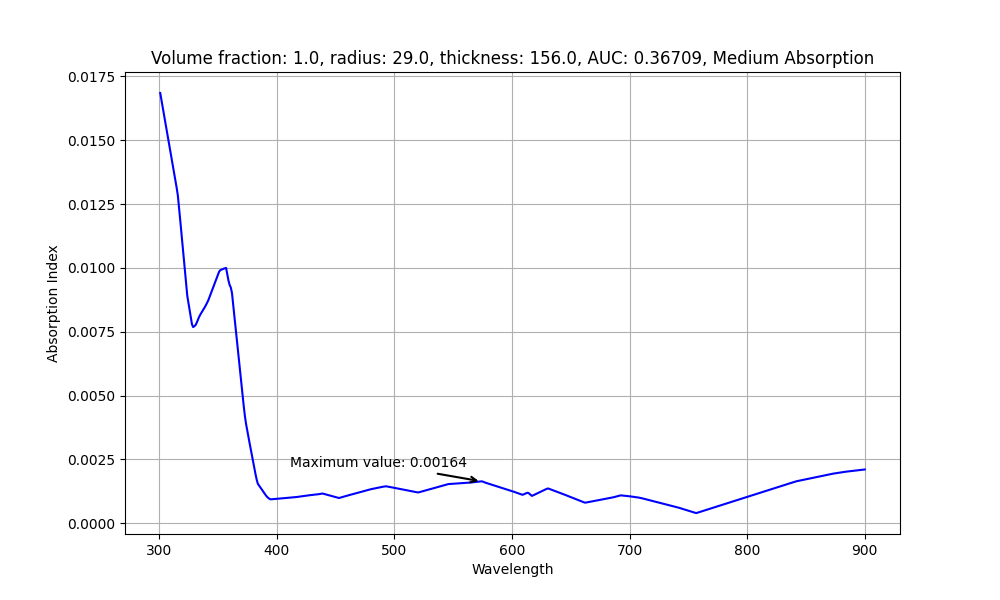 Volume fraction: 1.0, radius: 29.0, thickness: 156.0, AUC: 0.36709, Medium Absorption
0.0175
0.0150
0.0125
0.0100
0.0075
0.0050
0.0025
0.0000
Absorption Index
Maximum value: 0.00164
300 400 500 600 700 800 900
Wavelength